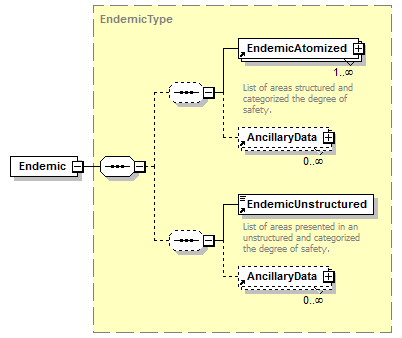 EndemicType
EndemicAtomized
1..∞
List of areas structured and
categorized the degree of
safety.
AncillaryData
0..∞
Endemic
EndemicUnstructured
List of areas presented in an
unstructured and categorized
the degree of safety.
AncillaryData
0..∞